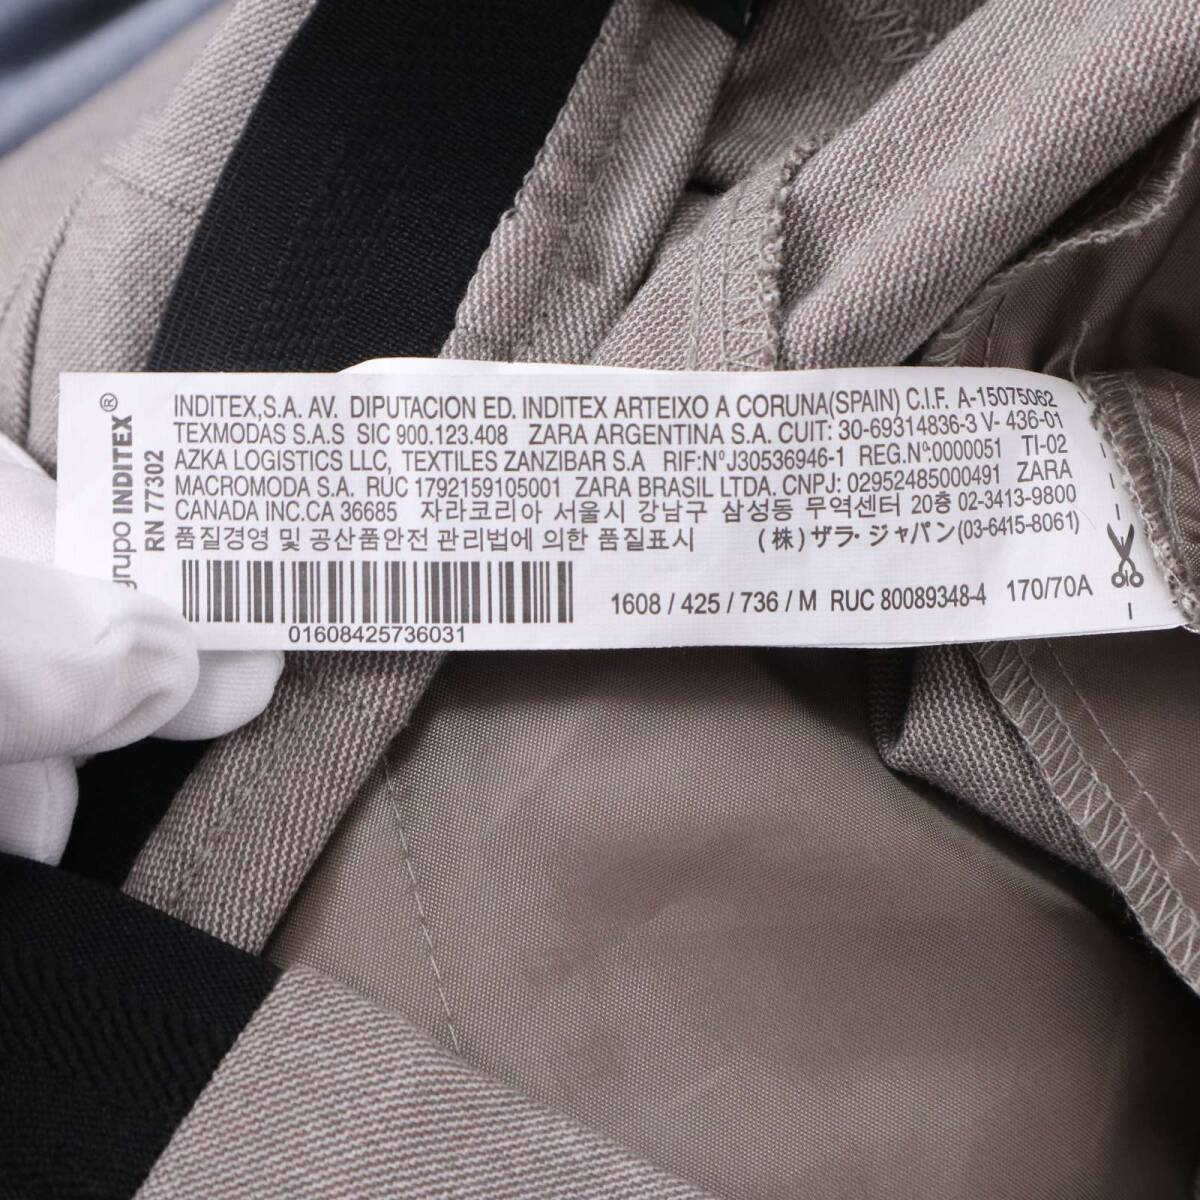 grupo INDITEX®
RN 77302
INDITEX,S.A. AV. DIPUTACION ED. INDITEX ARTEIXO A CORUNA(SPAIN) C.I.F. A-15075062
TEXMODAS S.A.S SIC 900.123.408 ZARA ARGENTINA S.A. CUIT: 30-69314836-3 V- 436-01
AZKA LOGISTICS LLC, TEXTILES ZANZIBAR S.A RIF:Nº J30536946-1 REG.Nº:0000051 TI-02
MACROMODA S.A. RUC 1792159105001 ZARA BRASIL LTDA. CNPJ: 02952485000491 ZARA
CANADA INC.CA 36685 자라코리아 서울시 강남구 삼성동 무역센터 20층 02-3413-9800
품질경영 및 공산품안전 관리법에 의한 품질표시 (株)ザラ・ジャパン(03-6415-8061)
01608425736031
1608 / 425 / 736 / M RUC 80089348-4 170/70A